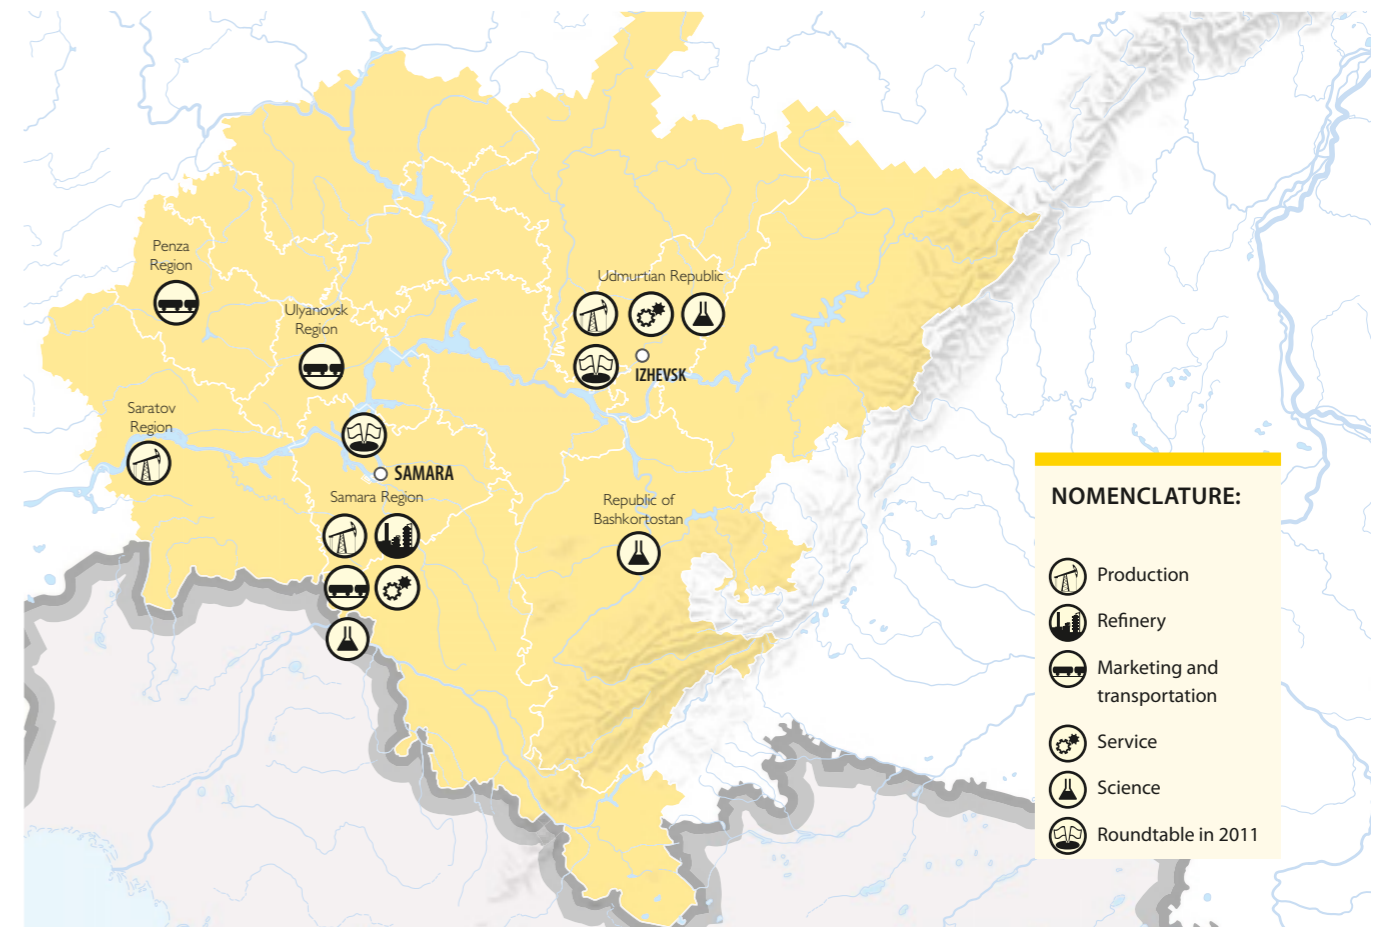 Penza
Region
Ulyanovsk
Region
Udmurtian Republic
IZHEVSK
Saratov
Region
SAMARA
Samara Region
Republic of
Bashkortostan
NOMENCLATURE:
Production
Refinery
Marketing and
transportation
Service
Science
Roundtable in 2011